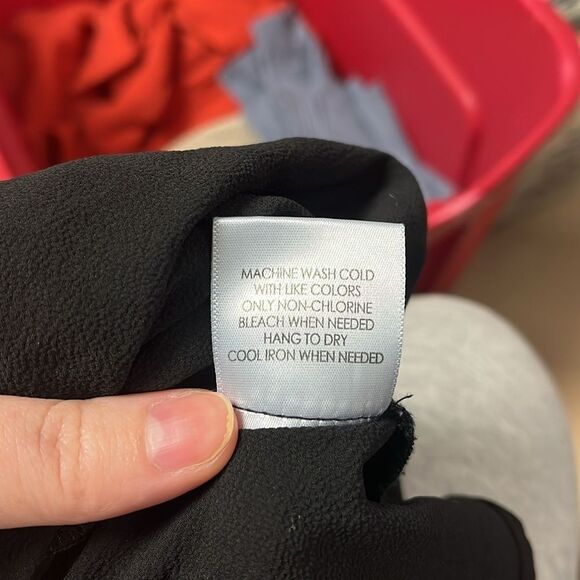 MACHINE WASH COLD
WITH LIKE COLORS
ONLY NON-CHLORINE
BLEACH WHEN NEEDED
HANG TO DRY
COOL IRON WHEN NEEDED